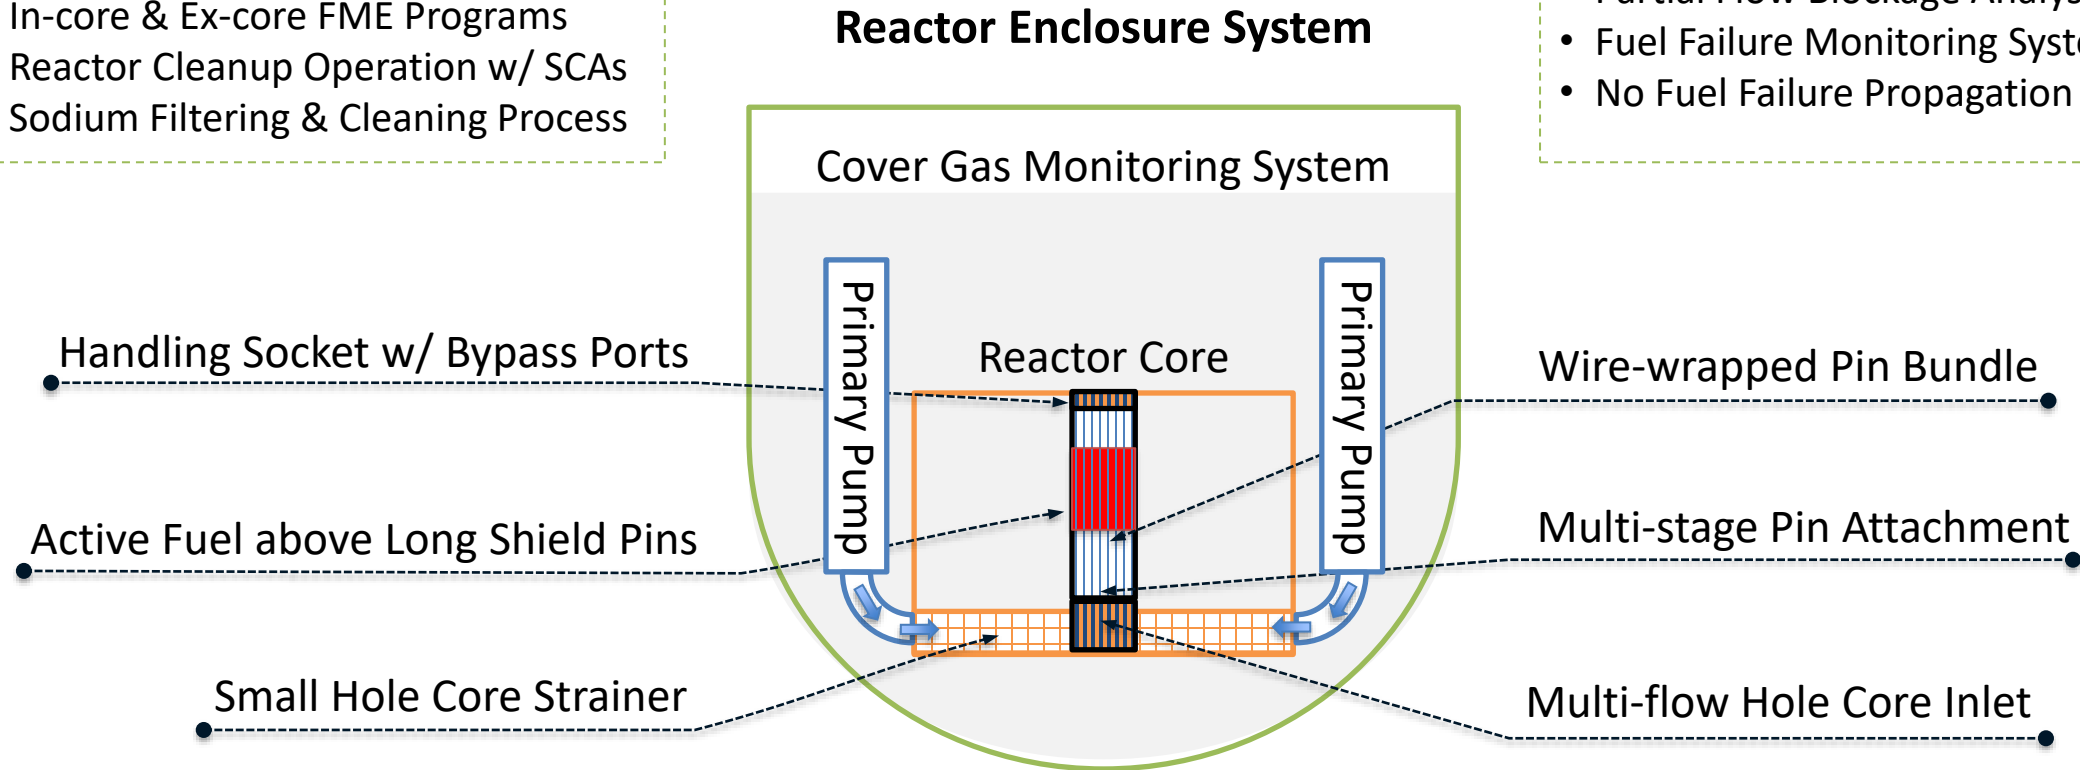 In-core & Ex-core FME Programs
Reactor Cleanup Operation w/ SCAs
Sodium Filtering & Cleaning Process
Reactor Enclosure System
• Fuel Failure Monitoring
• No Fuel Failure Propagation
Cover Gas Monitoring System
Primary Pump
Primary Pump
Reactor Core
Handling Socket w/ Bypass Ports
Active Fuel above Long Shield Pins
Small Hole Core Strainer
Wire-wrapped Pin Bundle
Multi-stage Pin Attachment
Multi-flow Hole Core Inlet